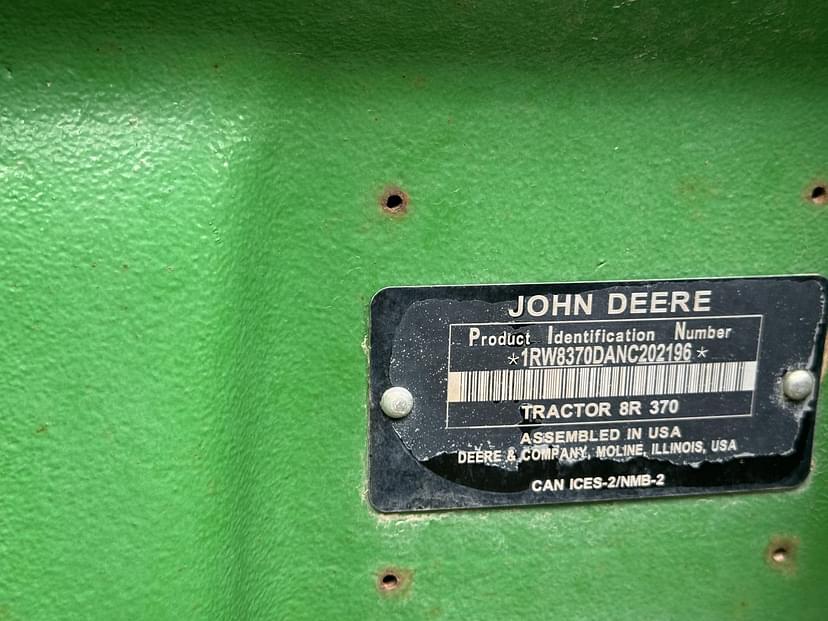 JOHN DEERE
Product Identification Number
*1RW8370DANC202196*
TRACTOR 8R 370
ASSEMBLED IN USA
DEERE & COMPANY, MOLINE, ILLINOIS, USA
CAN ICES-2/NMB-2